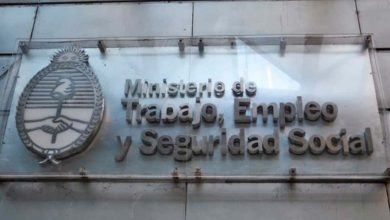 Ministerio de
Trabajo, Empleo
y Seguridad Social